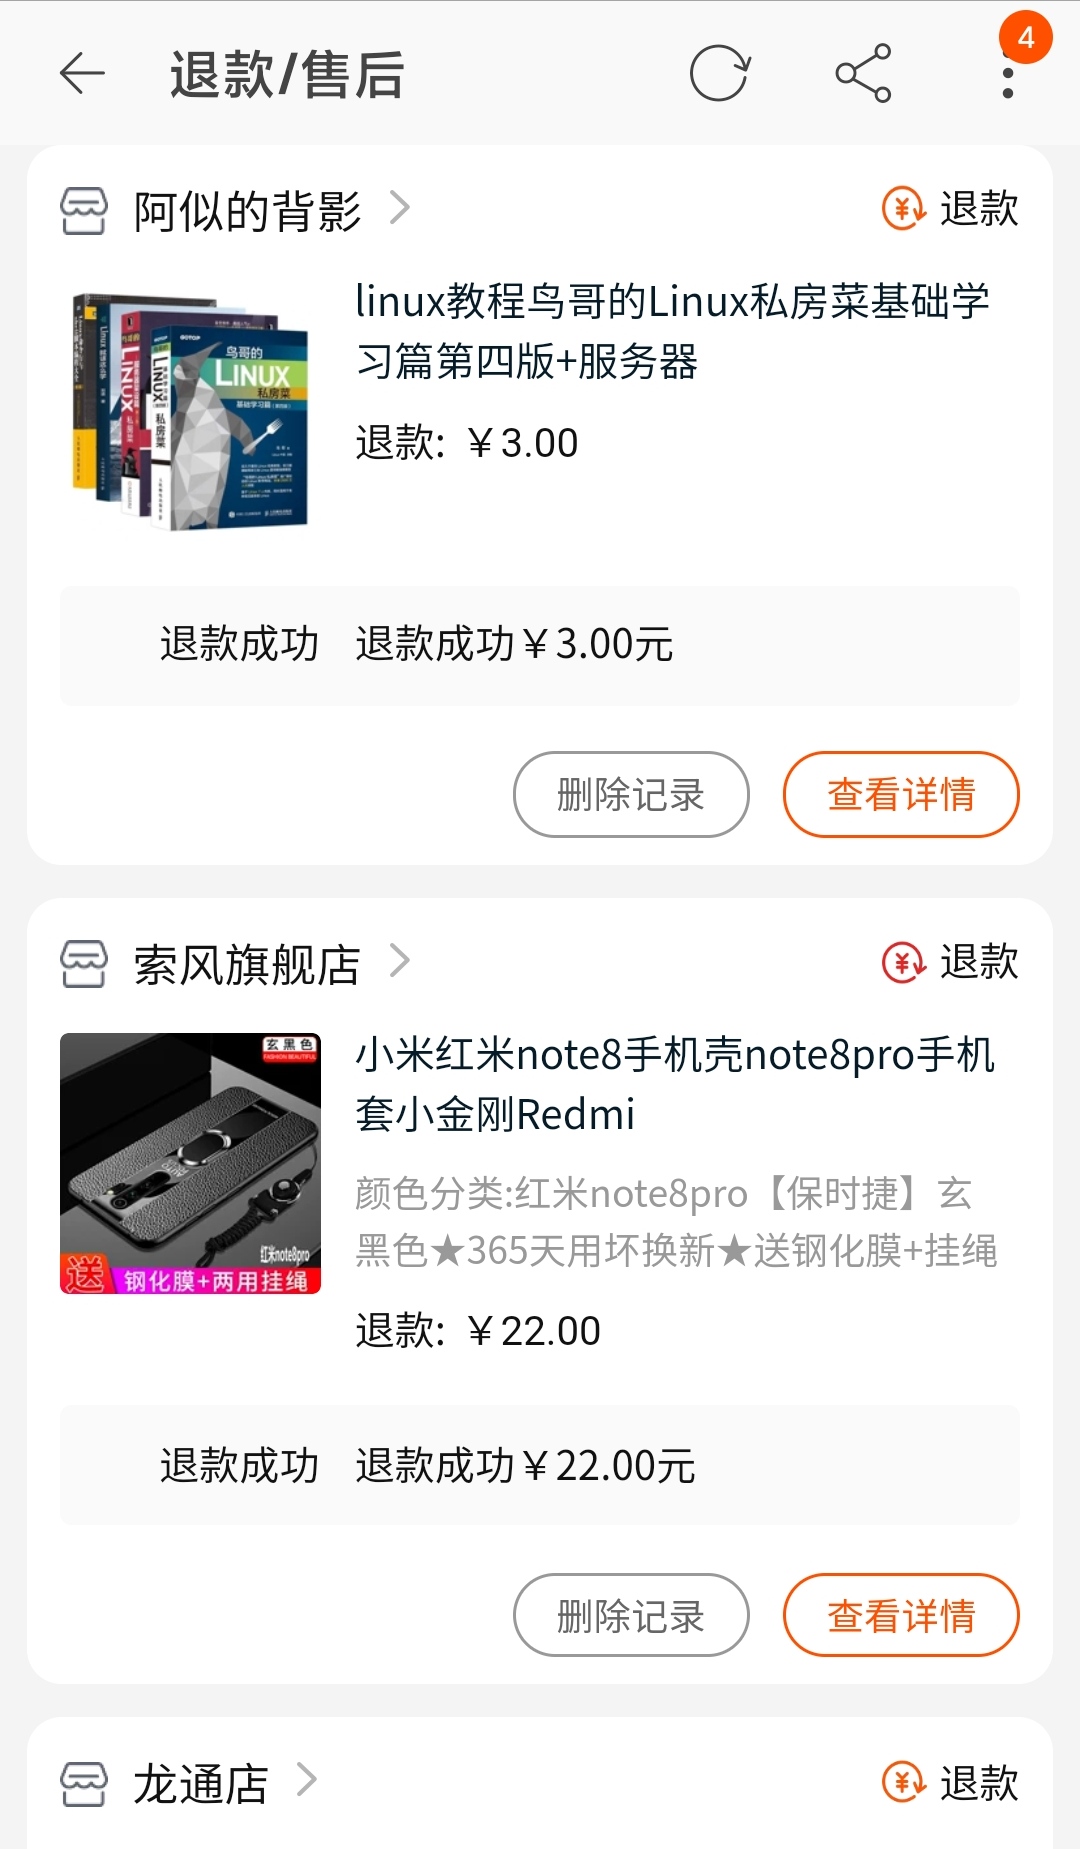 退款/售后
4
阿似的背影
退款
linux教程鸟哥的Linux私房菜基础学
习篇第四版+服务器
鸟哥的
LINUX
私房菜
基础学习篇
退款: ￥3.00
退款成功 退款成功￥3.00元
删除记录 查看详情
索风旗舰店
退款
小米红米note8手机壳note8pro手机
套小金刚Redmi
玄黑色
FASHION BEAUTIFUL
红米note8pro
送 钢化膜+两用挂绳
颜色分类:红米note8pro【保时捷】玄
黑色★365天用坏换新★送钢化膜+挂绳
退款: ￥22.00
退款成功 退款成功￥22.00元
删除记录 查看详情
龙通店
退款